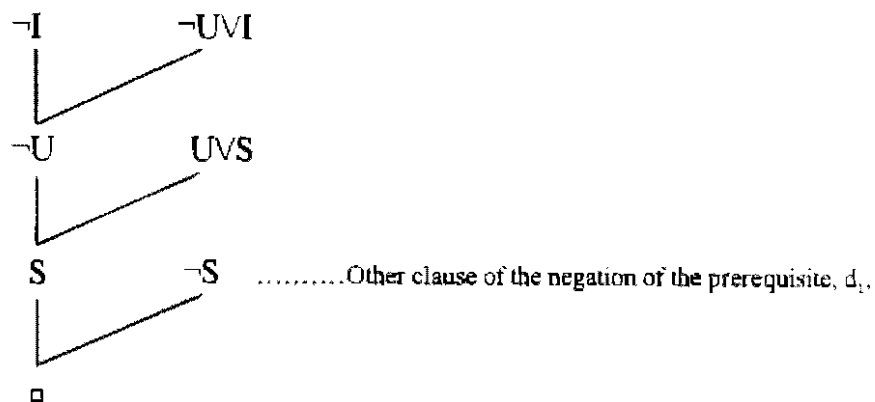 ¬I ¬U∨I
¬U U∨S
S ¬S ..........Other clause of the negation of the prerequisite, d₁,
□